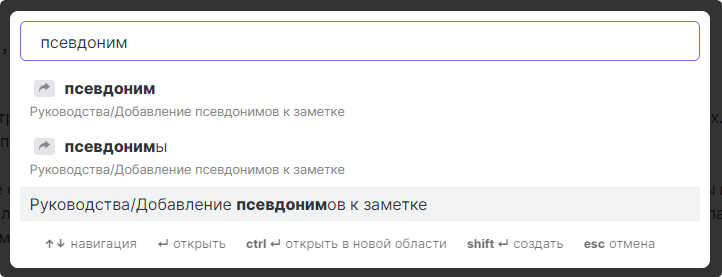 псевдоним
псевдоним
Руководства/Добавление псевдонимов к заметке
псевдонимы
Руководства/Добавление псевдонимов к заметке
Руководства/Добавление псевдонимов к заметке
↑↓ навигация ↵ открыть ctrl ↵ открыть в новой области shift ↵ создать esc отмена